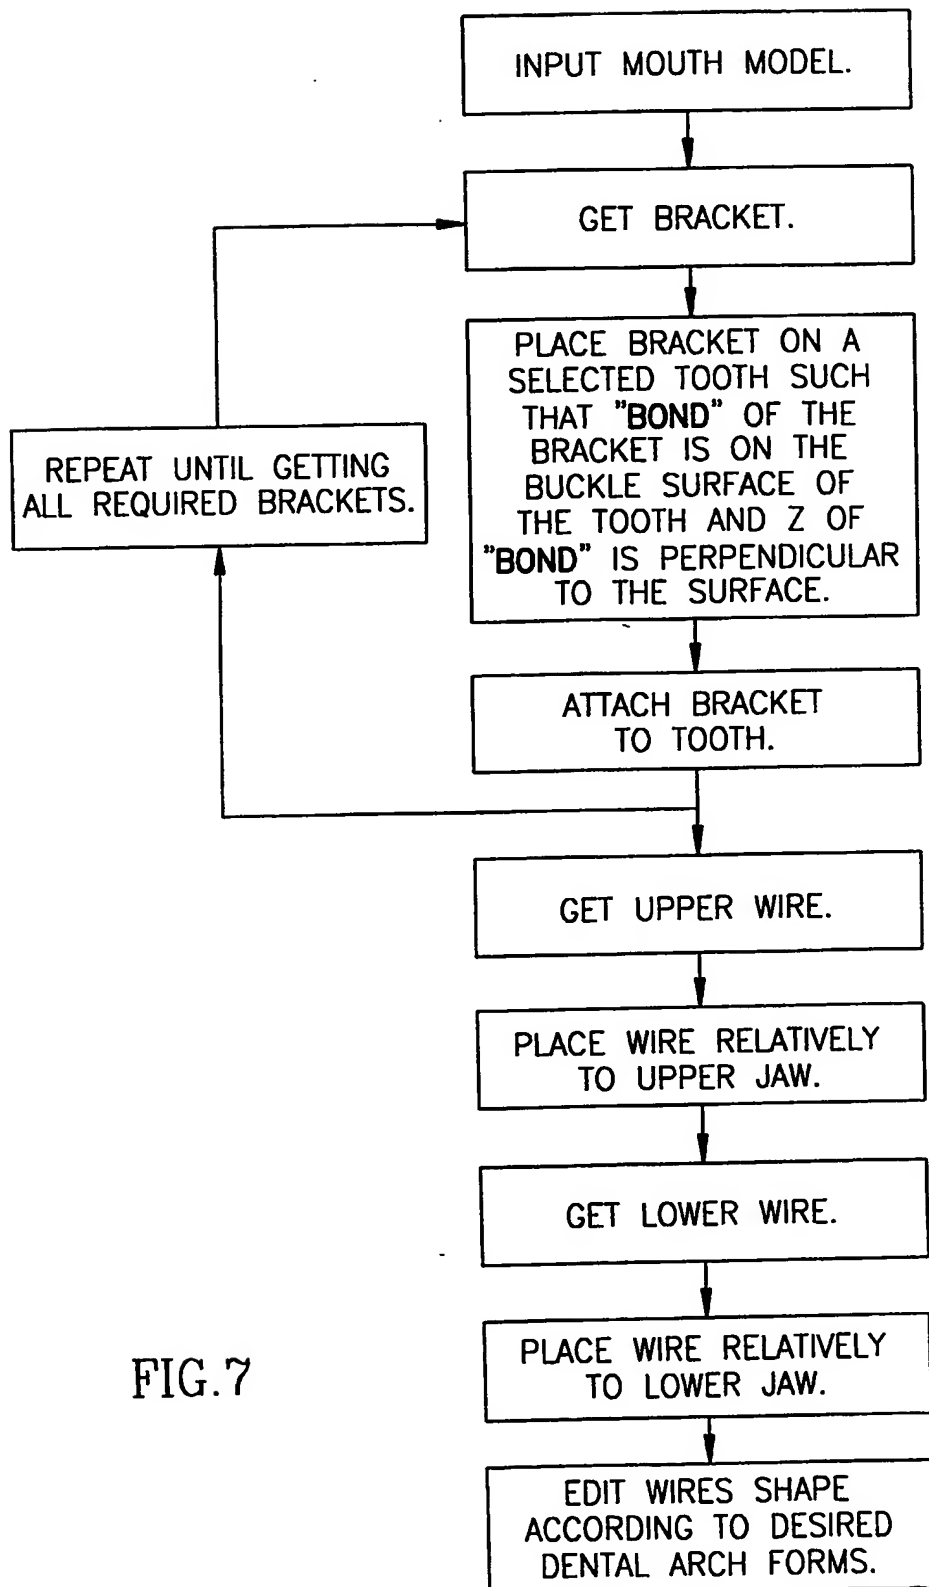 INPUT MOUTH MODEL.
GET BRACKET.
PLACE BRACKET ON A
SELECTED TOOTH SUCH
THAT "BOND" OF THE
BRACKET IS ON THE
BUCKLE SURFACE OF
THE TOOTH AND Z OF
"BOND" IS PERPENDICULAR
TO THE SURFACE.
REPEAT UNTIL GETTING
ALL REQUIRED BRACKETS.
ATTACH BRACKET
TO TOOTH.
GET UPPER WIRE.
PLACE WIRE RELATIVELY
TO UPPER JAW.
GET LOWER WIRE.
PLACE WIRE RELATIVELY
TO LOWER JAW.
EDIT WIRES SHAPE
ACCORDING TO DESIRED
DENTAL ARCH FORMS.
FIG.7